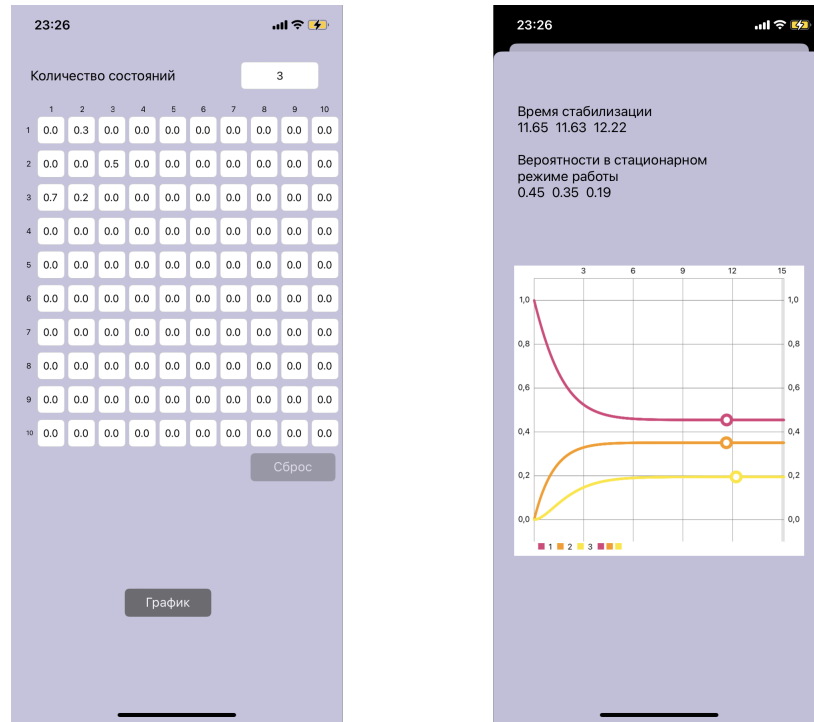 23:26
Количество состояний 3
1 2 3 4 5 6 7 8 9 10
1 0.0 0.3 0.0 0.0 0.0 0.0 0.0 0.0 0.0 0.0
2 0.0 0.0 0.5 0.0 0.0 0.0 0.0 0.0 0.0 0.0
3 0.7 0.2 0.0 0.0 0.0 0.0 0.0 0.0 0.0 0.0
4 0.0 0.0 0.0 0.0 0.0 0.0 0.0 0.0 0.0 0.0
5 0.0 0.0 0.0 0.0 0.0 0.0 0.0 0.0 0.0 0.0
6 0.0 0.0 0.0 0.0 0.0 0.0 0.0 0.0 0.0 0.0
7 0.0 0.0 0.0 0.0 0.0 0.0 0.0 0.0 0.0 0.0
8 0.0 0.0 0.0 0.0 0.0 0.0 0.0 0.0 0.0 0.0
9 0.0 0.0 0.0 0.0 0.0 0.0 0.0 0.0 0.0 0.0
10 0.0 0.0 0.0 0.0 0.0 0.0 0.0 0.0 0.0 0.0
Сброс
График
23:26
Время стабилизации
11.65 11.63 12.22
Вероятности в стационарном
режиме работы
0.45 0.35 0.19
3 6 9 12 15
1,0 1,0
0,8 0,8
0,6 0,6
0,4 0,4
0,2 0,2
0,0 0,0
1 2 3